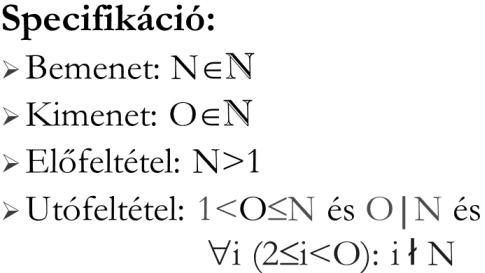 Specifikáció:
➢ Bemenet: N∈ℕ
➢ Kimenet: O∈ℕ
➢ Előfeltétel: N>1
➢ Utófeltétel: 1<O≤N és O|N és
∀i (2≤i<O): i ł N